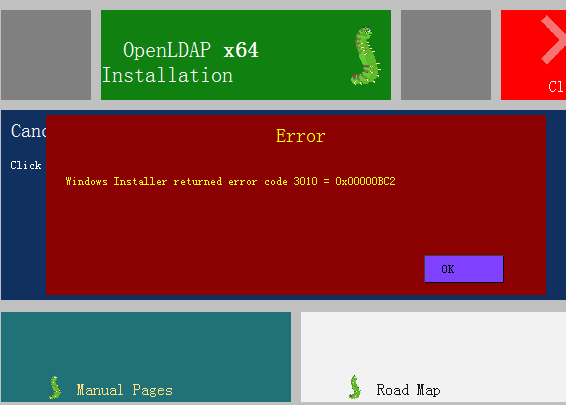 OpenLDAP x64
Installation
Cl
Canc
Click
Error
Windows Installer returned error code 3010 = 0x00000BC2
OK
Manual Pages
Road Map